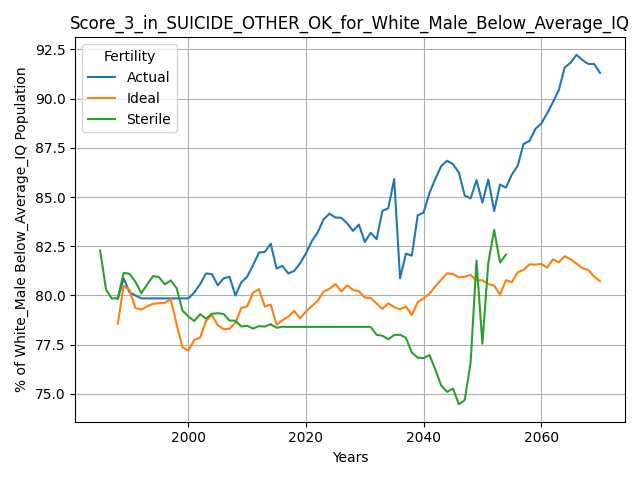 Score_3_in_SUICIDE_OTHER_OK_for_White_Male_Below_Average_IQ
Fertility
Actual
Ideal
Sterile
% of White_Male Below_Average_IQ Population
92.5
90.0
87.5
85.0
82.5
80.0
77.5
75.0
2000 2020 2040 2060
Years